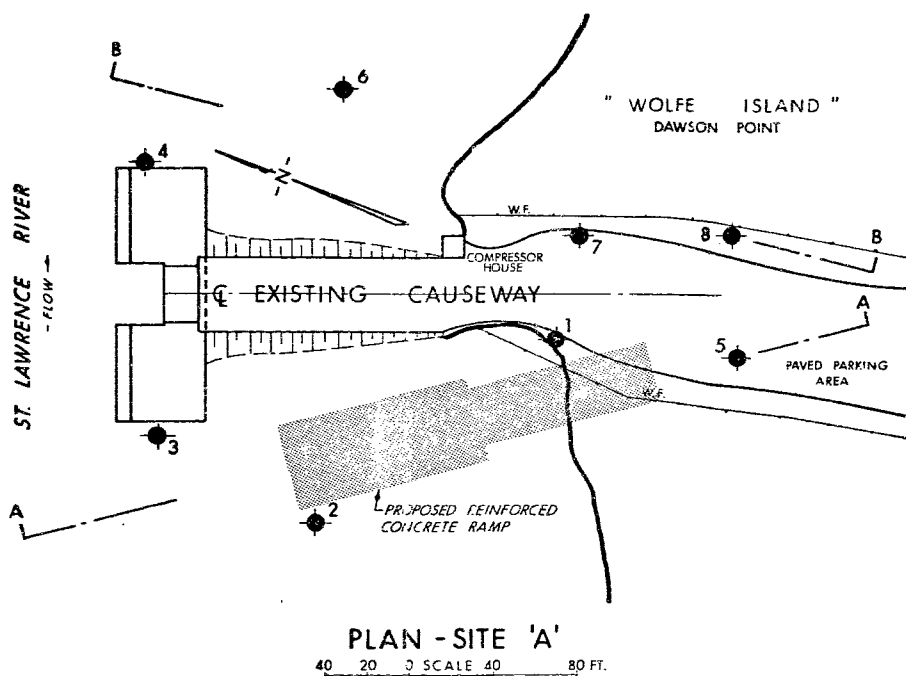 B
6
" WOLFE ISLAND "
DAWSON POINT
4
N
ST. LAWRENCE RIVER
- FLOW →
W.F.
7
8
B
COMPRESSOR
HOUSE
℄ EXISTING CAUSEWAY
A
1
5
PAVED PARKING
AREA
W.F.
3
2
A
PROPOSED REINFORCED
CONCRETE RAMP
PLAN - SITE 'A'
40 20 0 SCALE 40 80 FT.